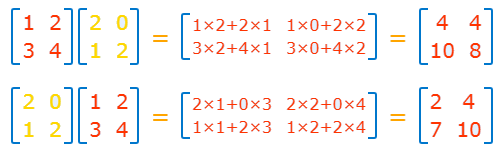 [1 2] [2 0] = [1×2+2×1 1×0+2×2] = [4 4]
[3 4] [1 2] [3×2+4×1 3×0+4×2] [10 8]
[2 0] [1 2] = [2×1+0×3 2×2+0×4] = [2 4]
[1 2] [3 4] [1×1+2×3 1×2+2×4] [7 10]